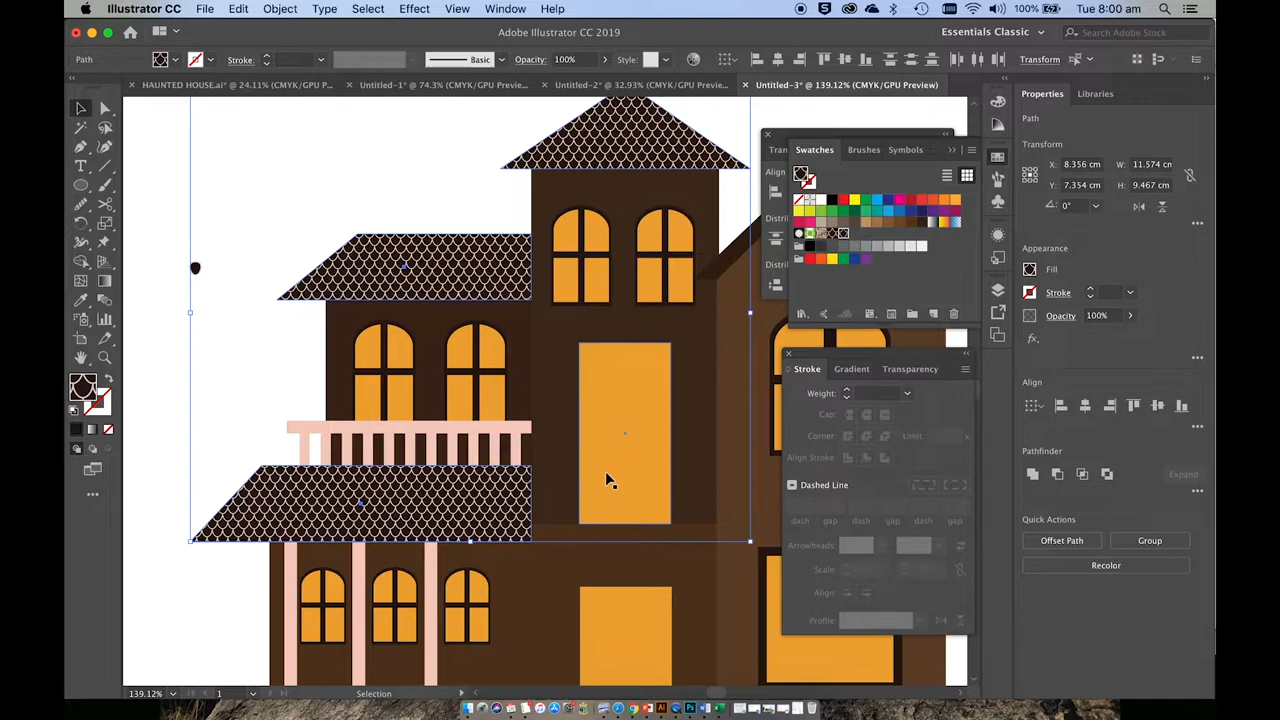 Illustrator CC File Edit Object Type Select Effect View Window Help 100% Tue 8:00 am
Adobe Illustrator CC 2019 Essentials Classic Search Adobe Stock
Path Stroke: Basic Opacity: 100% Style: Transform
HAUNTED HOUSE.ai* @ 24.11% (CMYK/GPU P... Untitled-1* @ 74.3% (CMYK/GPU Preview... Untitled-2* @ 32.93% (CMYK/GPU Preview... Untitled-3* @ 139.12% (CMYK/GPU Preview)
Properties Libraries
Path
Transform
X: 8.356 cm W: 11.574 cm
Y: 7.354 cm H: 9.467 cm
0°
Appearance
Fill
Stroke
Opacity 100%
fx.
Align
Pathfinder
Expand
Quick Actions
Offset Path Group
Recolor
Tran Swatches Brushes Symbols
Align
Distri
Distri
Stroke Gradient Transparency
Weight:
Cap:
Corner: Limit: x
Align Stroke:
Dashed Line
dash gap dash gap dash gap
Arrowheads:
Scale:
Align:
Profile:
139.12% 1 Selection